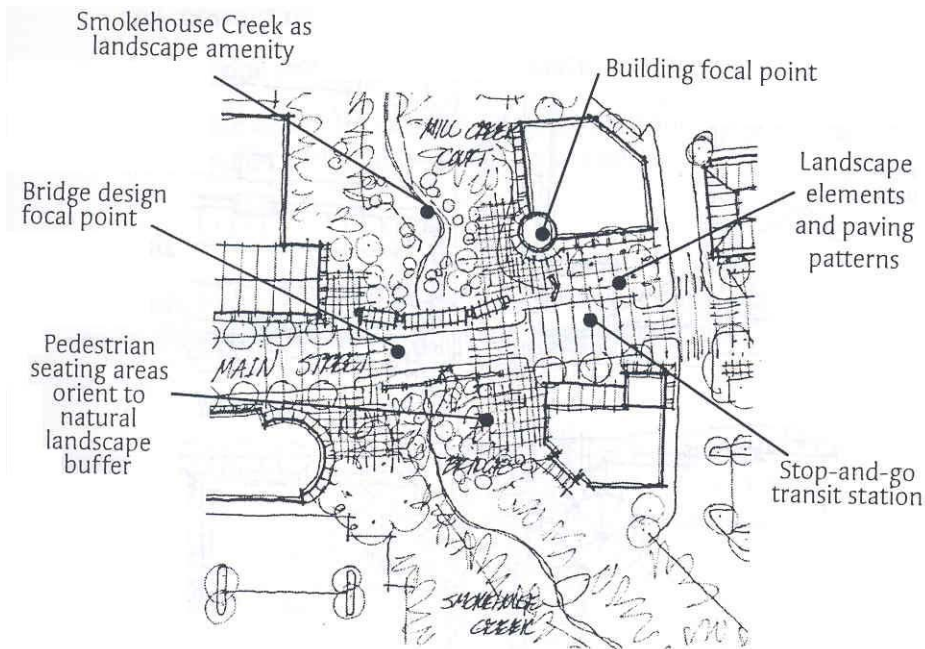 Smokehouse Creek as
landscape amenity
Building focal point
MILL CREEK
COURT
Bridge design
focal point
Landscape
elements
and paving
patterns
MAIN STREET
Pedestrian
seating areas
orient to
natural
landscape
buffer
BRIDGE
Stop-and-go
transit station
SMOKEHOUSE
CREEK